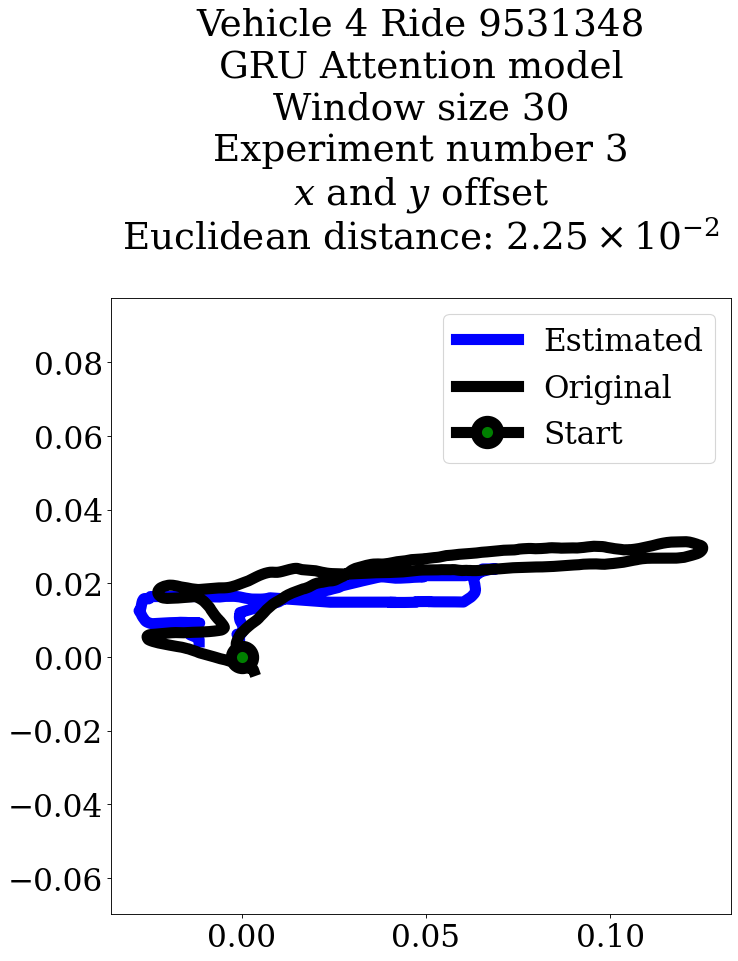 Vehicle 4 Ride 9531348
GRU Attention model
Window size 30
Experiment number 3
x and y offset
Euclidean distance: 2.25 × 10⁻²
Estimated
Original
Start
0.08
0.06
0.04
0.02
0.00
−0.02
−0.04
−0.06
0.00 0.05 0.10